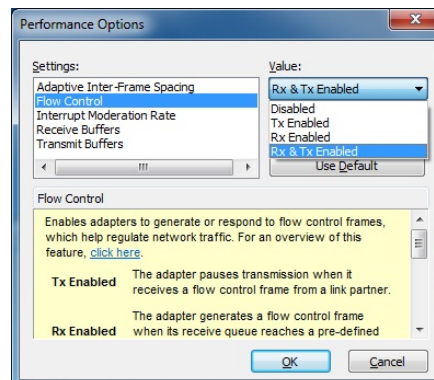 Performance Options
Settings:
Value:
Adaptive Inter-Frame Spacing
Flow Control
Interrupt Moderation Rate
Receive Buffers
Transmit Buffers
Rx & Tx Enabled
Disabled
Tx Enabled
Rx Enabled
Rx & Tx Enabled
Use Default
Flow Control
Enables adapters to generate or respond to flow control frames,
which help regulate network traffic. For an overview of this
feature, click here.
Tx Enabled
The adapter pauses transmission when it
receives a flow control frame from a link partner.
Rx Enabled
The adapter generates a flow control frame
when its receive queue reaches a pre-defined
OK
Cancel